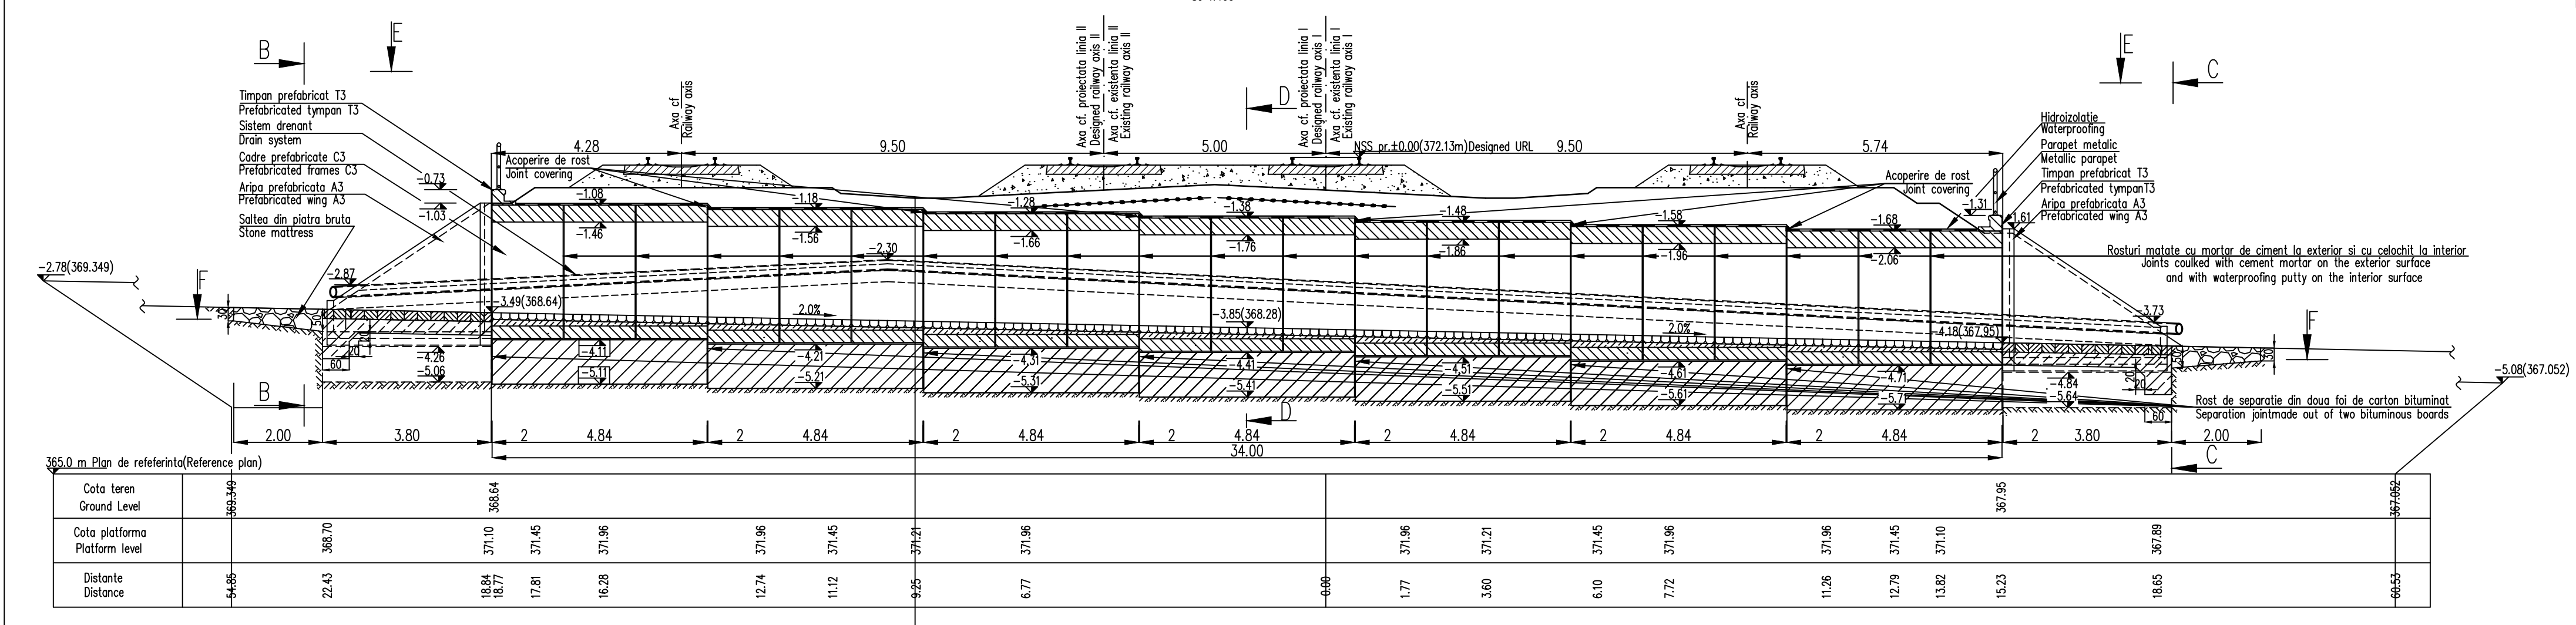 B
E
Axa cf. proiectata linia II
Designed railway axis II
Axa cf. existenta linia II
Existing railway axis II
Axa cf. proiectata linia I
Designed railway axis I
Axa cf. existenta linia I
Existing railway axis I
E
C
Timpan prefabricat T3
Prefabricated tympan T3
Sistem drenant
Drain system
Cadre prefabricate C3
Prefabricated frames C3
Aripa prefabricata A3
Prefabricated wing A3
Saltea din piatra bruta
Stone mattress
Axa cf
Railway axis
D
Axa cf
Railway axis
Hidroizolatie
Waterproofing
Parapet metalic
Metallic parapet
Timpan prefabricat T3
Prefabricated tympanT3
Aripa prefabricata A3
Prefabricated wing A3
4.28
9.50
5.00
NSS pr.±0.00(372.13m)Designed URL
9.50
5.74
Acoperire de rost
Joint covering
Acoperire de rost
Joint covering
-0.73
-1.03
-1.08
-1.18
-1.28
-1.38
-1.48
-1.58
-1.68
-1.31
-1.61
-1.46
-1.56
-1.66
-1.76
-1.86
-1.96
-2.06
-2.30
Rosturi matate cu mortar de ciment la exterior si cu celochit la interior
Joints coulked with cement mortar on the exterior surface
and with waterproofing putty on the interior surface
-2.78(369.349)
F
-2.87
-3.49(368.64)
2.0%
-3.85(368.28)
2.0%
-4.18(367.95)
-3.73
F
50
50
50
20
20
60
-4.26
-5.06
-4.11
-5.11
-4.21
-5.21
-4.31
-5.31
-4.41
-5.41
-4.51
-5.51
-4.61
-5.61
-4.71
-5.71
-4.84
-5.64
20
20
60
-5.08(367.052)
Rost de separatie din doua foi de carton bituminat
Separation jointmade out of two bituminous boards
B
D
2.00
3.80
2
4.84
2
4.84
2
4.84
2
4.84
2
4.84
2
4.84
2
4.84
2
3.80
2.00
34.00
C
365.0 m Plan de refeferinta(Reference plan)
Cota teren
Ground Level
369.349
368.64
367.95
367.052
Cota platforma
Platform level
368.70
371.10
371.45
371.96
371.96
371.45
371.21
371.96
371.96
371.21
371.45
371.96
371.96
371.45
371.10
367.89
Distante
Distance
54.85
22.43
18.84
18.77
17.81
16.28
12.74
11.12
9.25
6.77
0.00
1.77
3.60
6.10
7.72
11.26
12.79
13.82
15.23
18.65
60.53